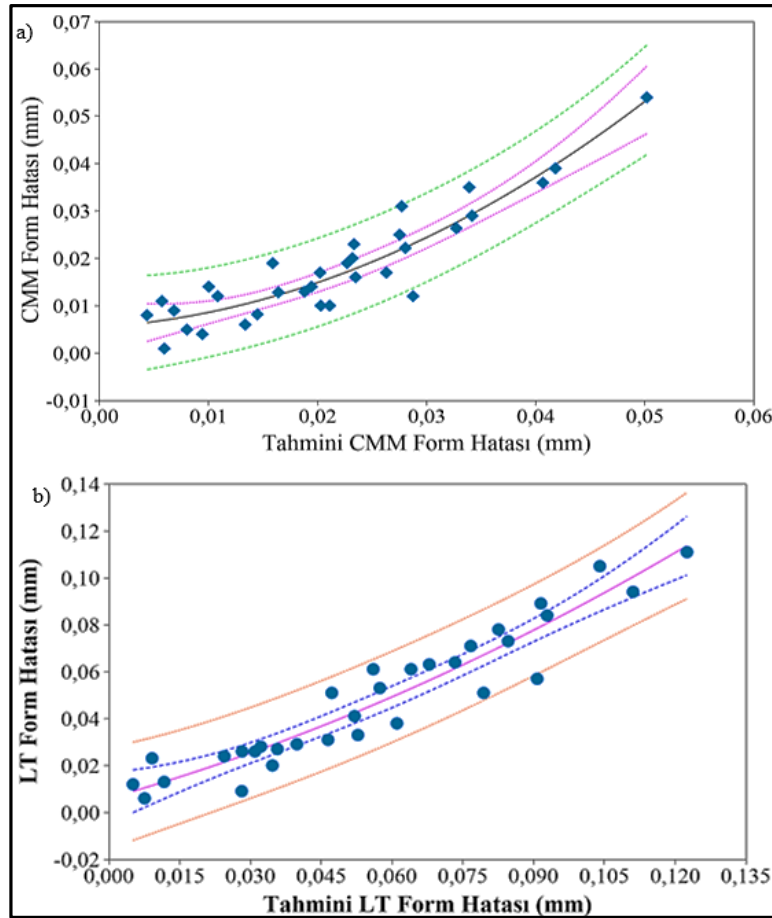 a)
CMM Form Hatası (mm)
0,07
0,06
0,05
0,04
0,03
0,02
0,01
0,00
-0,01
0,00 0,01 0,02 0,03 0,04 0,05 0,06
Tahmini CMM Form Hatası (mm)
b)
LT Form Hatası (mm)
0,14
0,12
0,10
0,08
0,06
0,04
0,02
0,00
-0,02
0,000 0,015 0,030 0,045 0,060 0,075 0,090 0,105 0,120 0,135
Tahmini LT Form Hatası (mm)